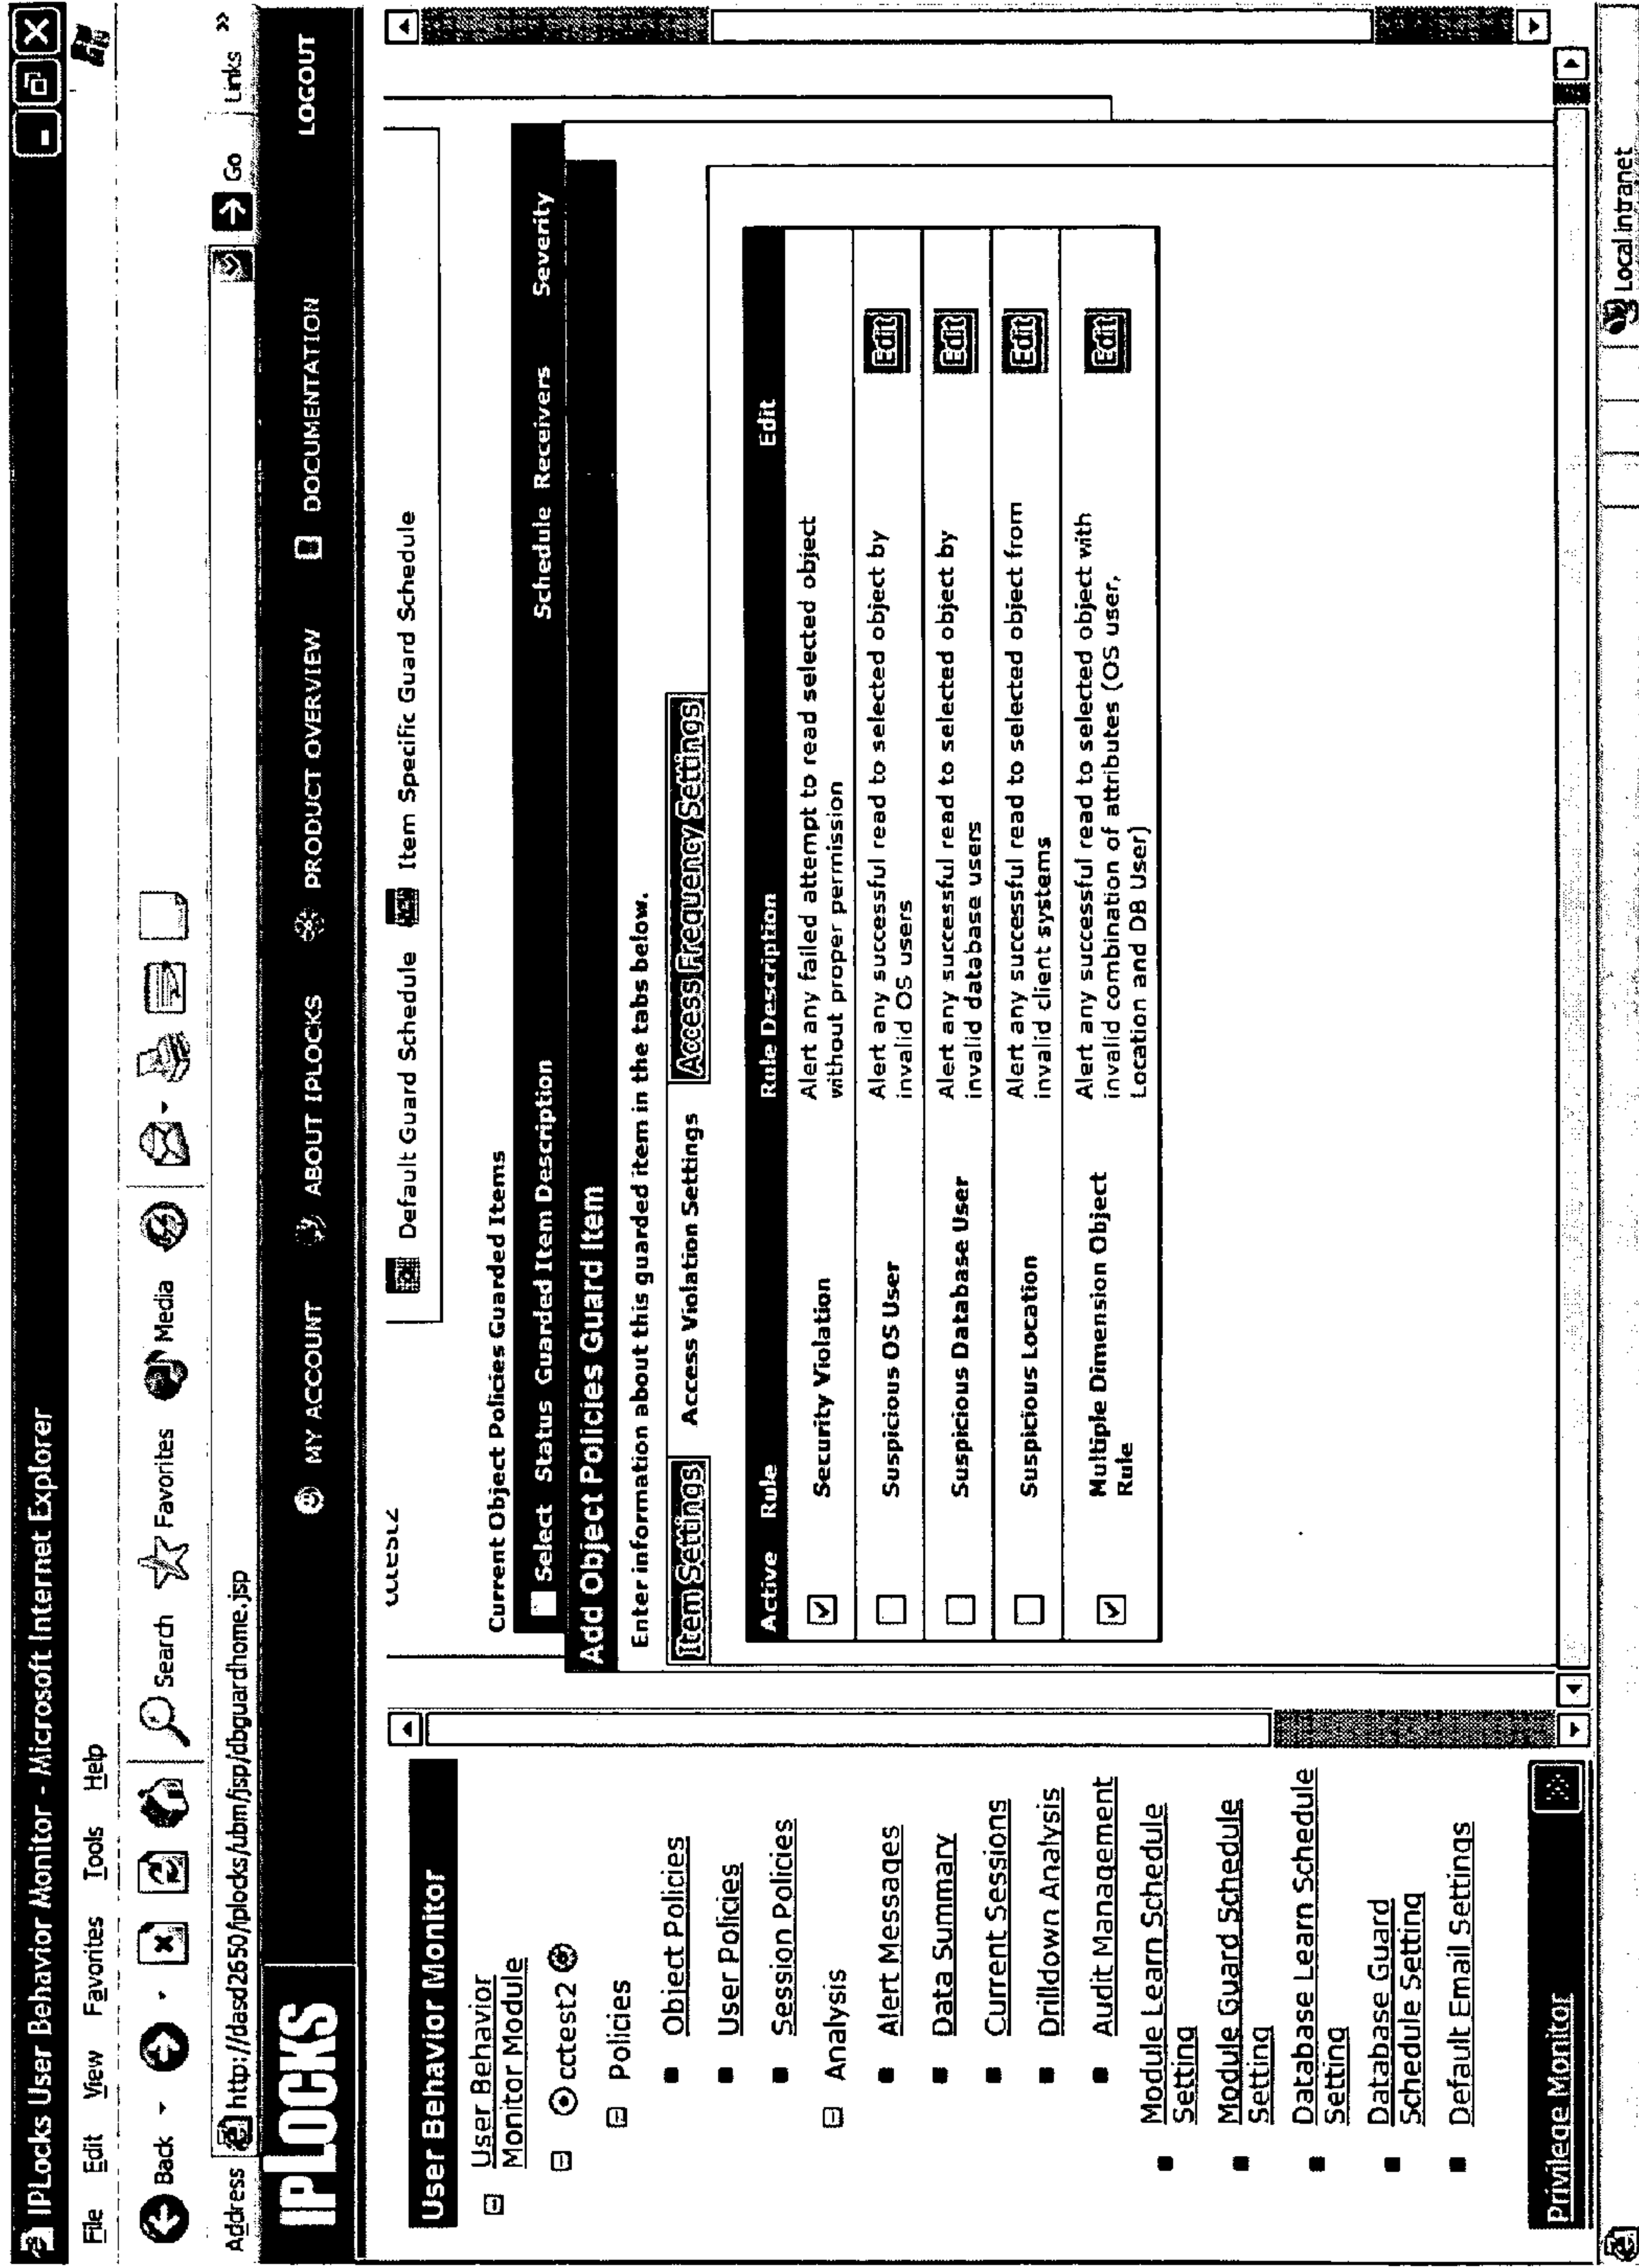 IPLocks User Behavior Monitor - Microsoft Internet Explorer
File Edit View Favorites Tools Help
Back Search Favorites Media
Address http://dasd2650/iplocks/ubm/jsp/dbguardhome.jsp Go Links »
IPLOCKS MY ACCOUNT ABOUT IPLOCKS PRODUCT OVERVIEW DOCUMENTATION LOGOUT
User Behavior Monitor
User Behavior
Monitor Module
cctest2
Policies
Object Policies
User Policies
Session Policies
Analysis
Alert Messages
Data Summary
Current Sessions
Drilldown Analysis
Audit Management
Module Learn Schedule
Setting
Module Guard Schedule
Setting
Database Learn Schedule
Setting
Database Guard
Schedule Setting
Default Email Settings
Privilege Monitor
cctest2
Default Guard Schedule Item Specific Guard Schedule
Current Object Policies Guarded Items
Select Status Guarded Item Description Schedule Receivers Severity
Add Object Policies Guard Item
Enter information about this guarded item in the tabs below.
Item Settings Access Violation Settings Access Frequency Settings
Active Rule Rule Description Edit
Security Violation Alert any failed attempt to read selected object
without proper permission
Suspicious OS User Alert any successful read to selected object by Edit
invalid OS users
Suspicious Database User Alert any successful read to selected object by Edit
invalid database users
Suspicious Location Alert any successful read to selected object from Edit
invalid client systems
Multiple Dimension Object Alert any successful read to selected object with Edit
Rule invalid combination of attributes (OS user,
Location and DB User)
Local intranet